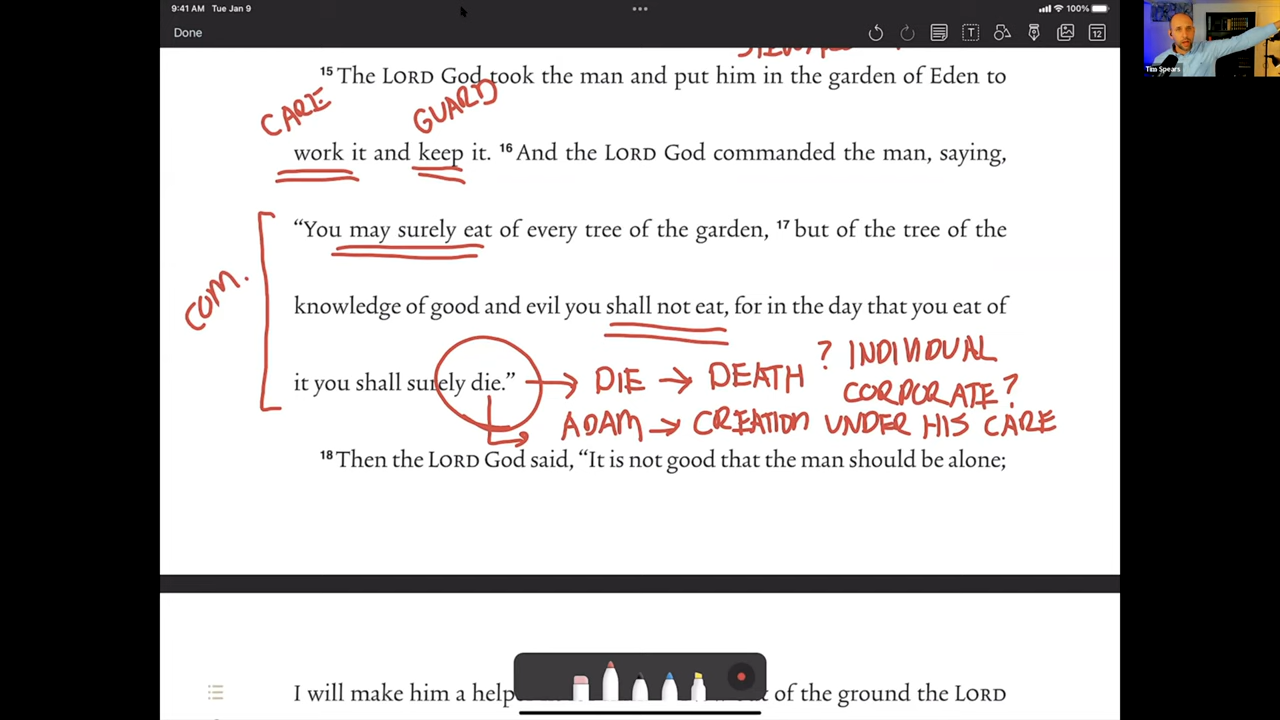 9:41 AM Tue Jan 9
100%
Done
T
12
Tim Spears
15 The LORD God took the man and put him in the garden of Eden to
CARE
GUARD
work it and keep it. 16 And the LORD God commanded the man, saying,
“You may surely eat of every tree of the garden, 17 but of the tree of the
COM.
knowledge of good and evil you shall not eat, for in the day that you eat of
it you shall surely die.” → DIE → DEATH ? INDIVIDUAL
CORPORATE?
ADAM → CREATION UNDER HIS CARE
18 Then the LORD God said, “It is not good that the man should be alone;
I will make him a of the ground the LORD